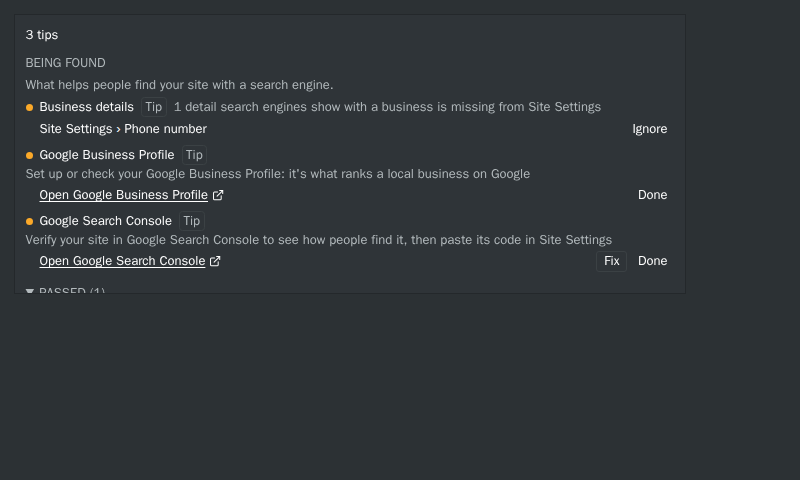 3 tips
BEING FOUND
What helps people find your site with a search engine.
Business details Tip 1 detail search engines show with a business is missing from Site Settings
Site Settings › Phone number Ignore
Google Business Profile Tip
Set up or check your Google Business Profile: it's what ranks a local business on Google
Open Google Business Profile Done
Google Search Console Tip
Verify your site in Google Search Console to see how people find it, then paste its code in Site Settings
Open Google Search Console Fix Done
▼ PASSED (1)